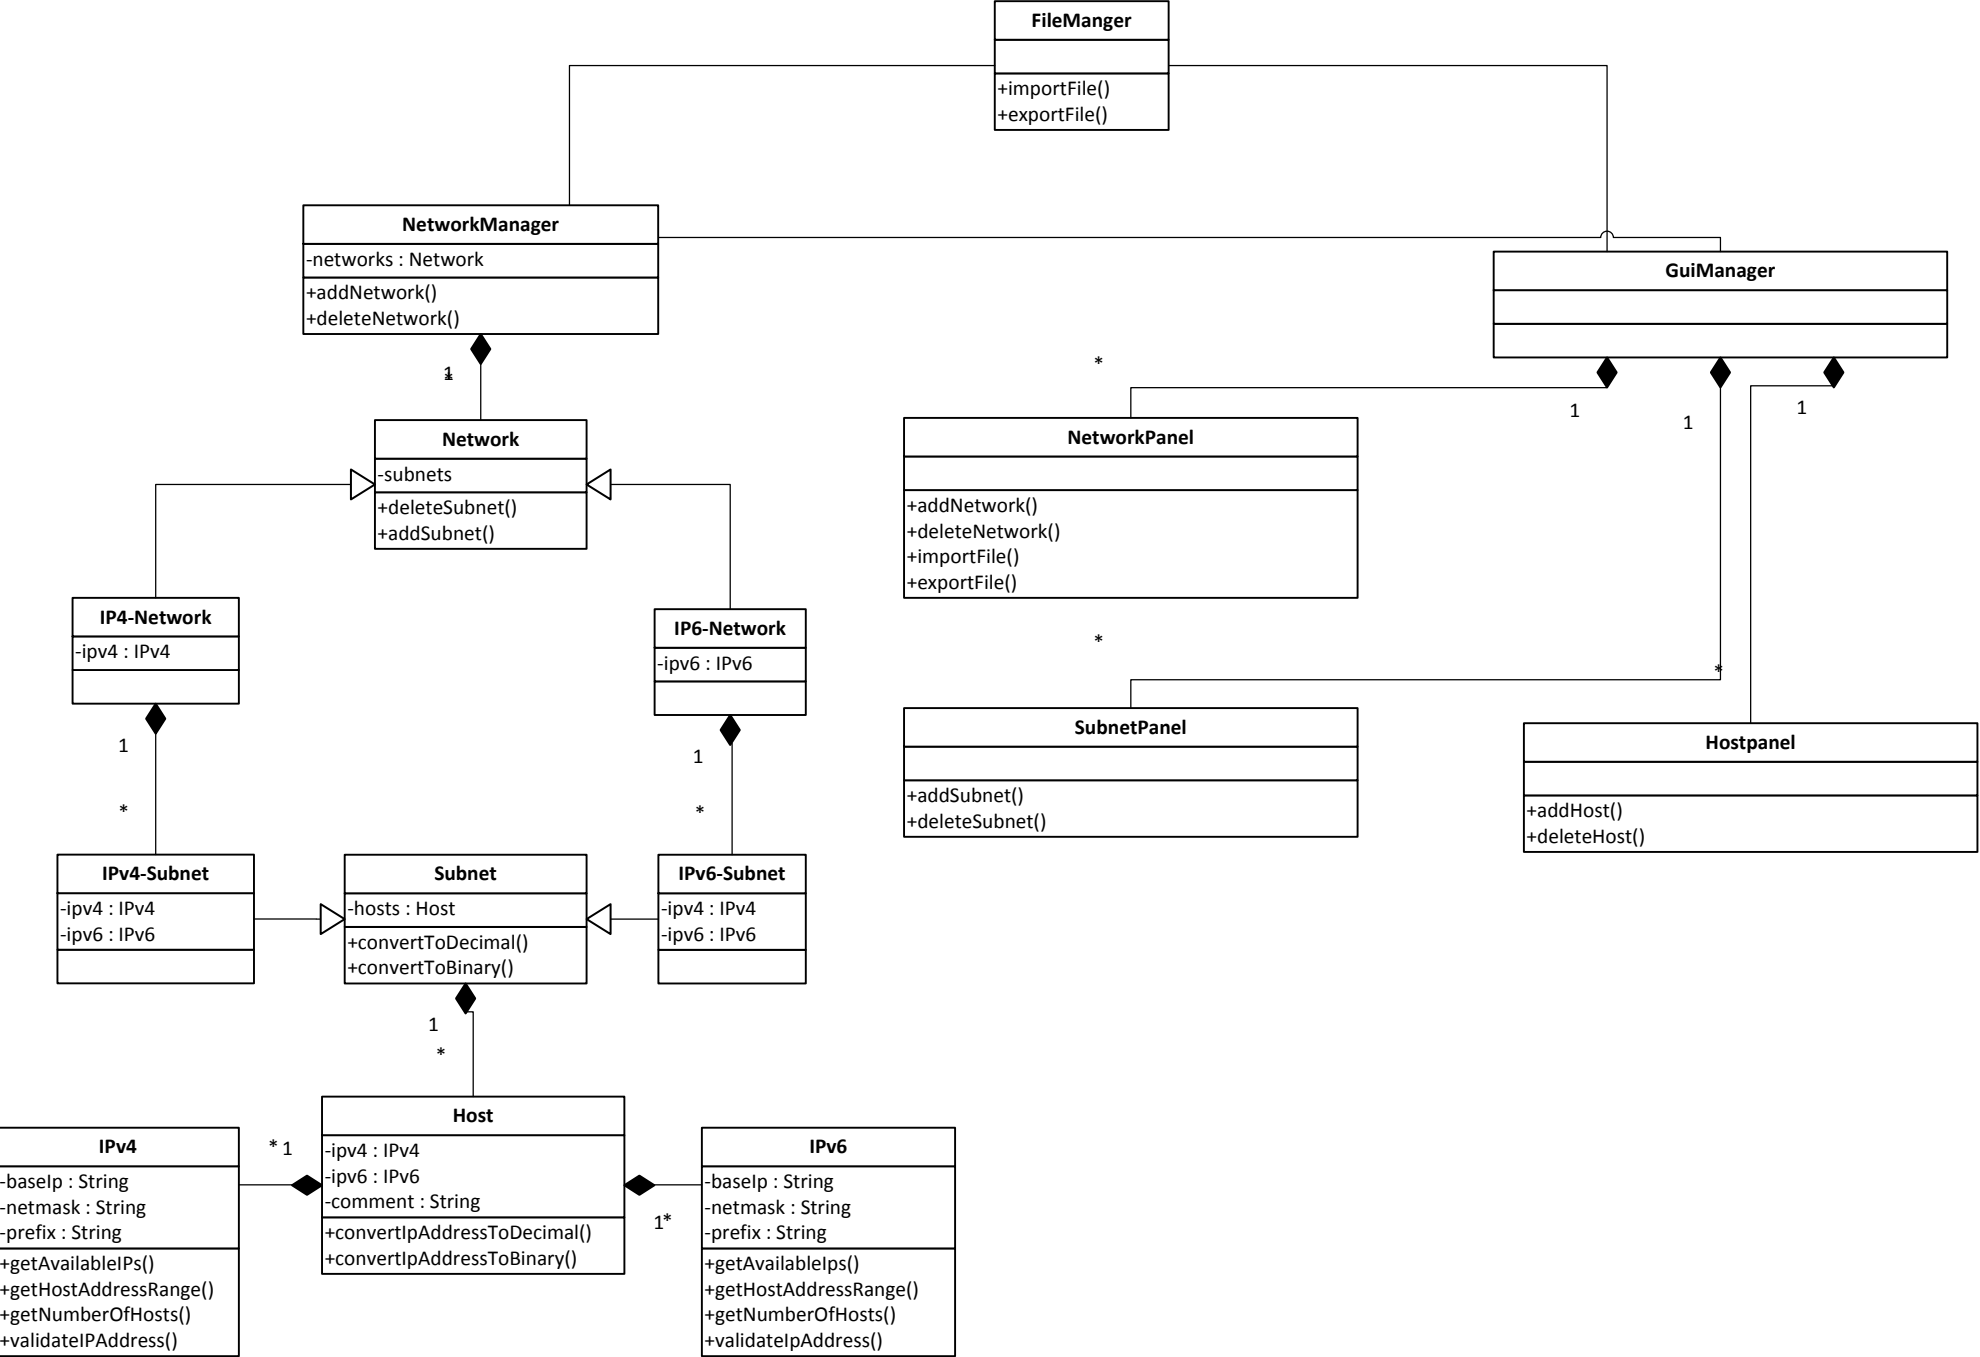 FileManger
+importFile()
+exportFile()
NetworkManager
-networks : Network
+addNetwork()
+deleteNetwork()
GuiManager
1
*
*
1
1
1
Network
-subnets
+deleteSubnet()
+addSubnet()
NetworkPanel
+addNetwork()
+deleteNetwork()
+importFile()
+exportFile()
IP4-Network
-ipv4 : IPv4
IP6-Network
-ipv6 : IPv6
*
*
1
1
*
*
SubnetPanel
+addSubnet()
+deleteSubnet()
Hostpanel
+addHost()
+deleteHost()
IPv4-Subnet
-ipv4 : IPv4
-ipv6 : IPv6
Subnet
-hosts : Host
+convertToDecimal()
+convertToBinary()
IPv6-Subnet
-ipv4 : IPv4
-ipv6 : IPv6
1
*
IPv4
-baseIp : String
-netmask : String
-prefix : String
+getAvailableIPs()
+getHostAddressRange()
+getNumberOfHosts()
+validateIPAddress()
* 1
Host
-ipv4 : IPv4
-ipv6 : IPv6
-comment : String
+convertIpAddressToDecimal()
+convertIpAddressToBinary()
1*
IPv6
-baseIp : String
-netmask : String
-prefix : String
+getAvailableIps()
+getHostAddressRange()
+getNumberOfHosts()
+validateIpAddress()